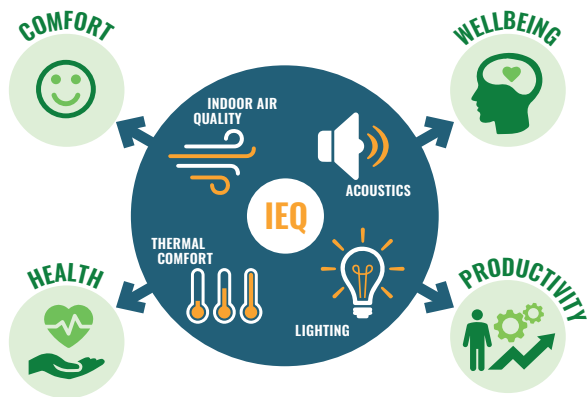 COMFORT
WELLBEING
INDOOR AIR
QUALITY
ACOUSTICS
IEQ
THERMAL
COMFORT
LIGHTING
HEALTH
PRODUCTIVITY